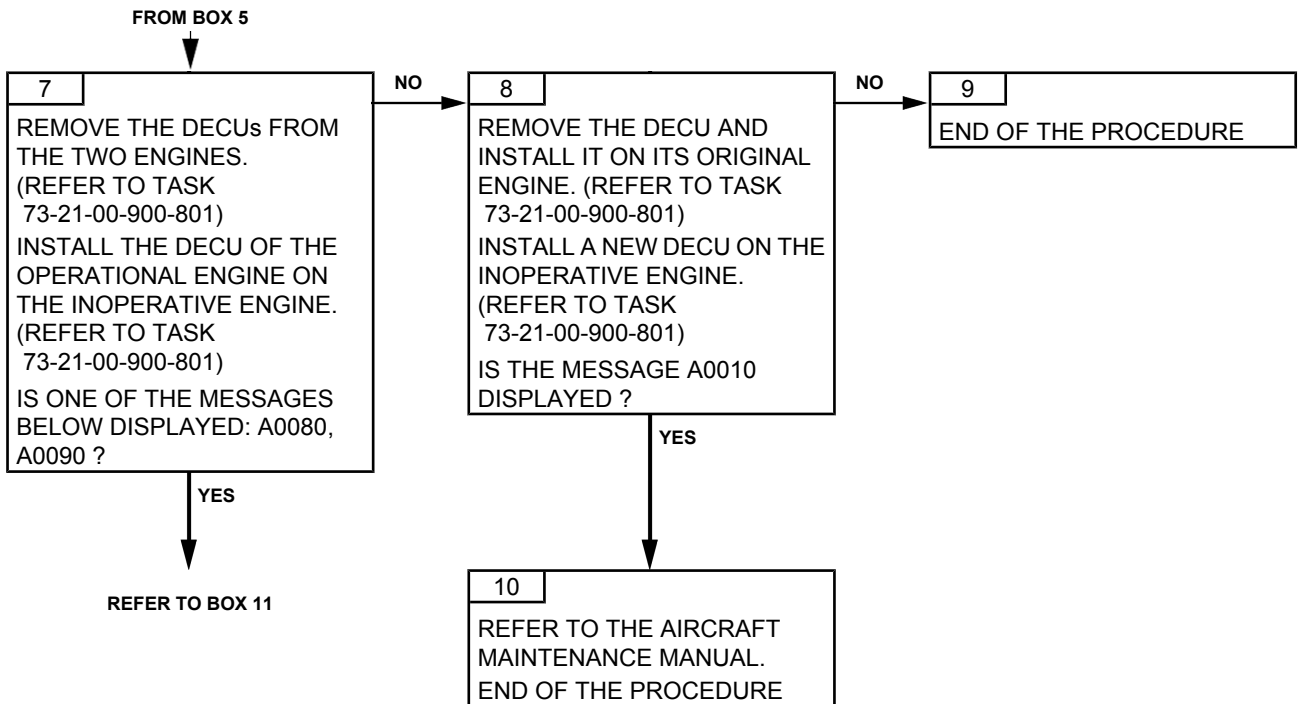 FROM BOX 5
7
REMOVE THE DECUs FROM
THE TWO ENGINES.
(REFER TO TASK
73-21-00-900-801)
INSTALL THE DECU OF THE
OPERATIONAL ENGINE ON
THE INOPERATIVE ENGINE.
(REFER TO TASK
73-21-00-900-801)
IS ONE OF THE MESSAGES
BELOW DISPLAYED: A0080,
A0090 ?
NO
YES
REFER TO BOX 11
8
REMOVE THE DECU AND
INSTALL IT ON ITS ORIGINAL
ENGINE. (REFER TO TASK
73-21-00-900-801)
INSTALL A NEW DECU ON THE
INOPERATIVE ENGINE.
(REFER TO TASK
73-21-00-900-801)
IS THE MESSAGE A0010
DISPLAYED ?
NO
YES
9
END OF THE PROCEDURE
10
REFER TO THE AIRCRAFT
MAINTENANCE MANUAL.
END OF THE PROCEDURE